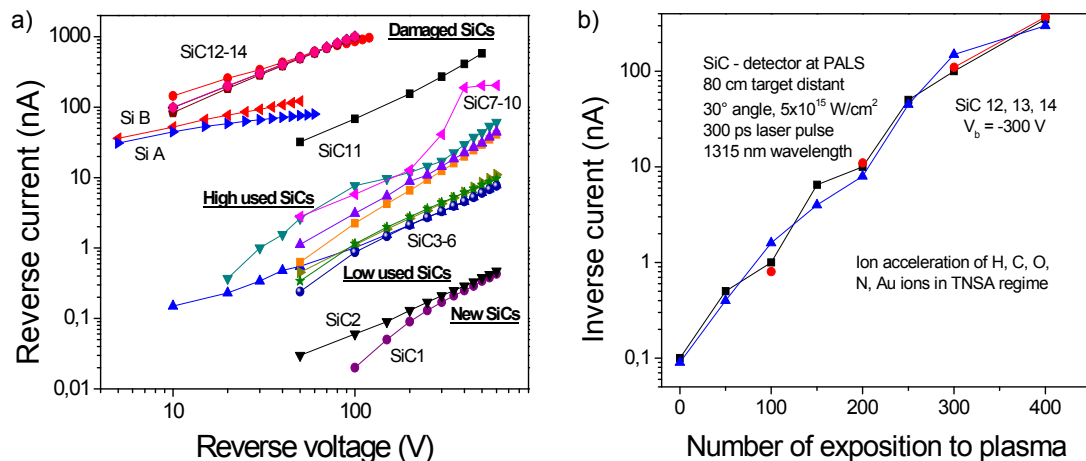 a)
Reverse current (nA)
1000
100
10
1
0,1
0,01
10
100
Reverse voltage (V)
Damaged SiCs
SiC12-14
SiC7-10
Si B
Si A
SiC11
High used SiCs
SiC3-6
Low used SiCs
SiC2
New SiCs
SiC1
b)
Inverse curent (nA)
100
10
1
0,1
0
100
200
300
400
Number of exposition to plasma
SiC - detector at PALS
80 cm target distant
30° angle, 5x10¹⁵ W/cm²
300 ps laser pulse
1315 nm wavelength
SiC 12, 13, 14
V_b = -300 V
Ion acceleration of H, C, O,
N, Au ions in TNSA regime